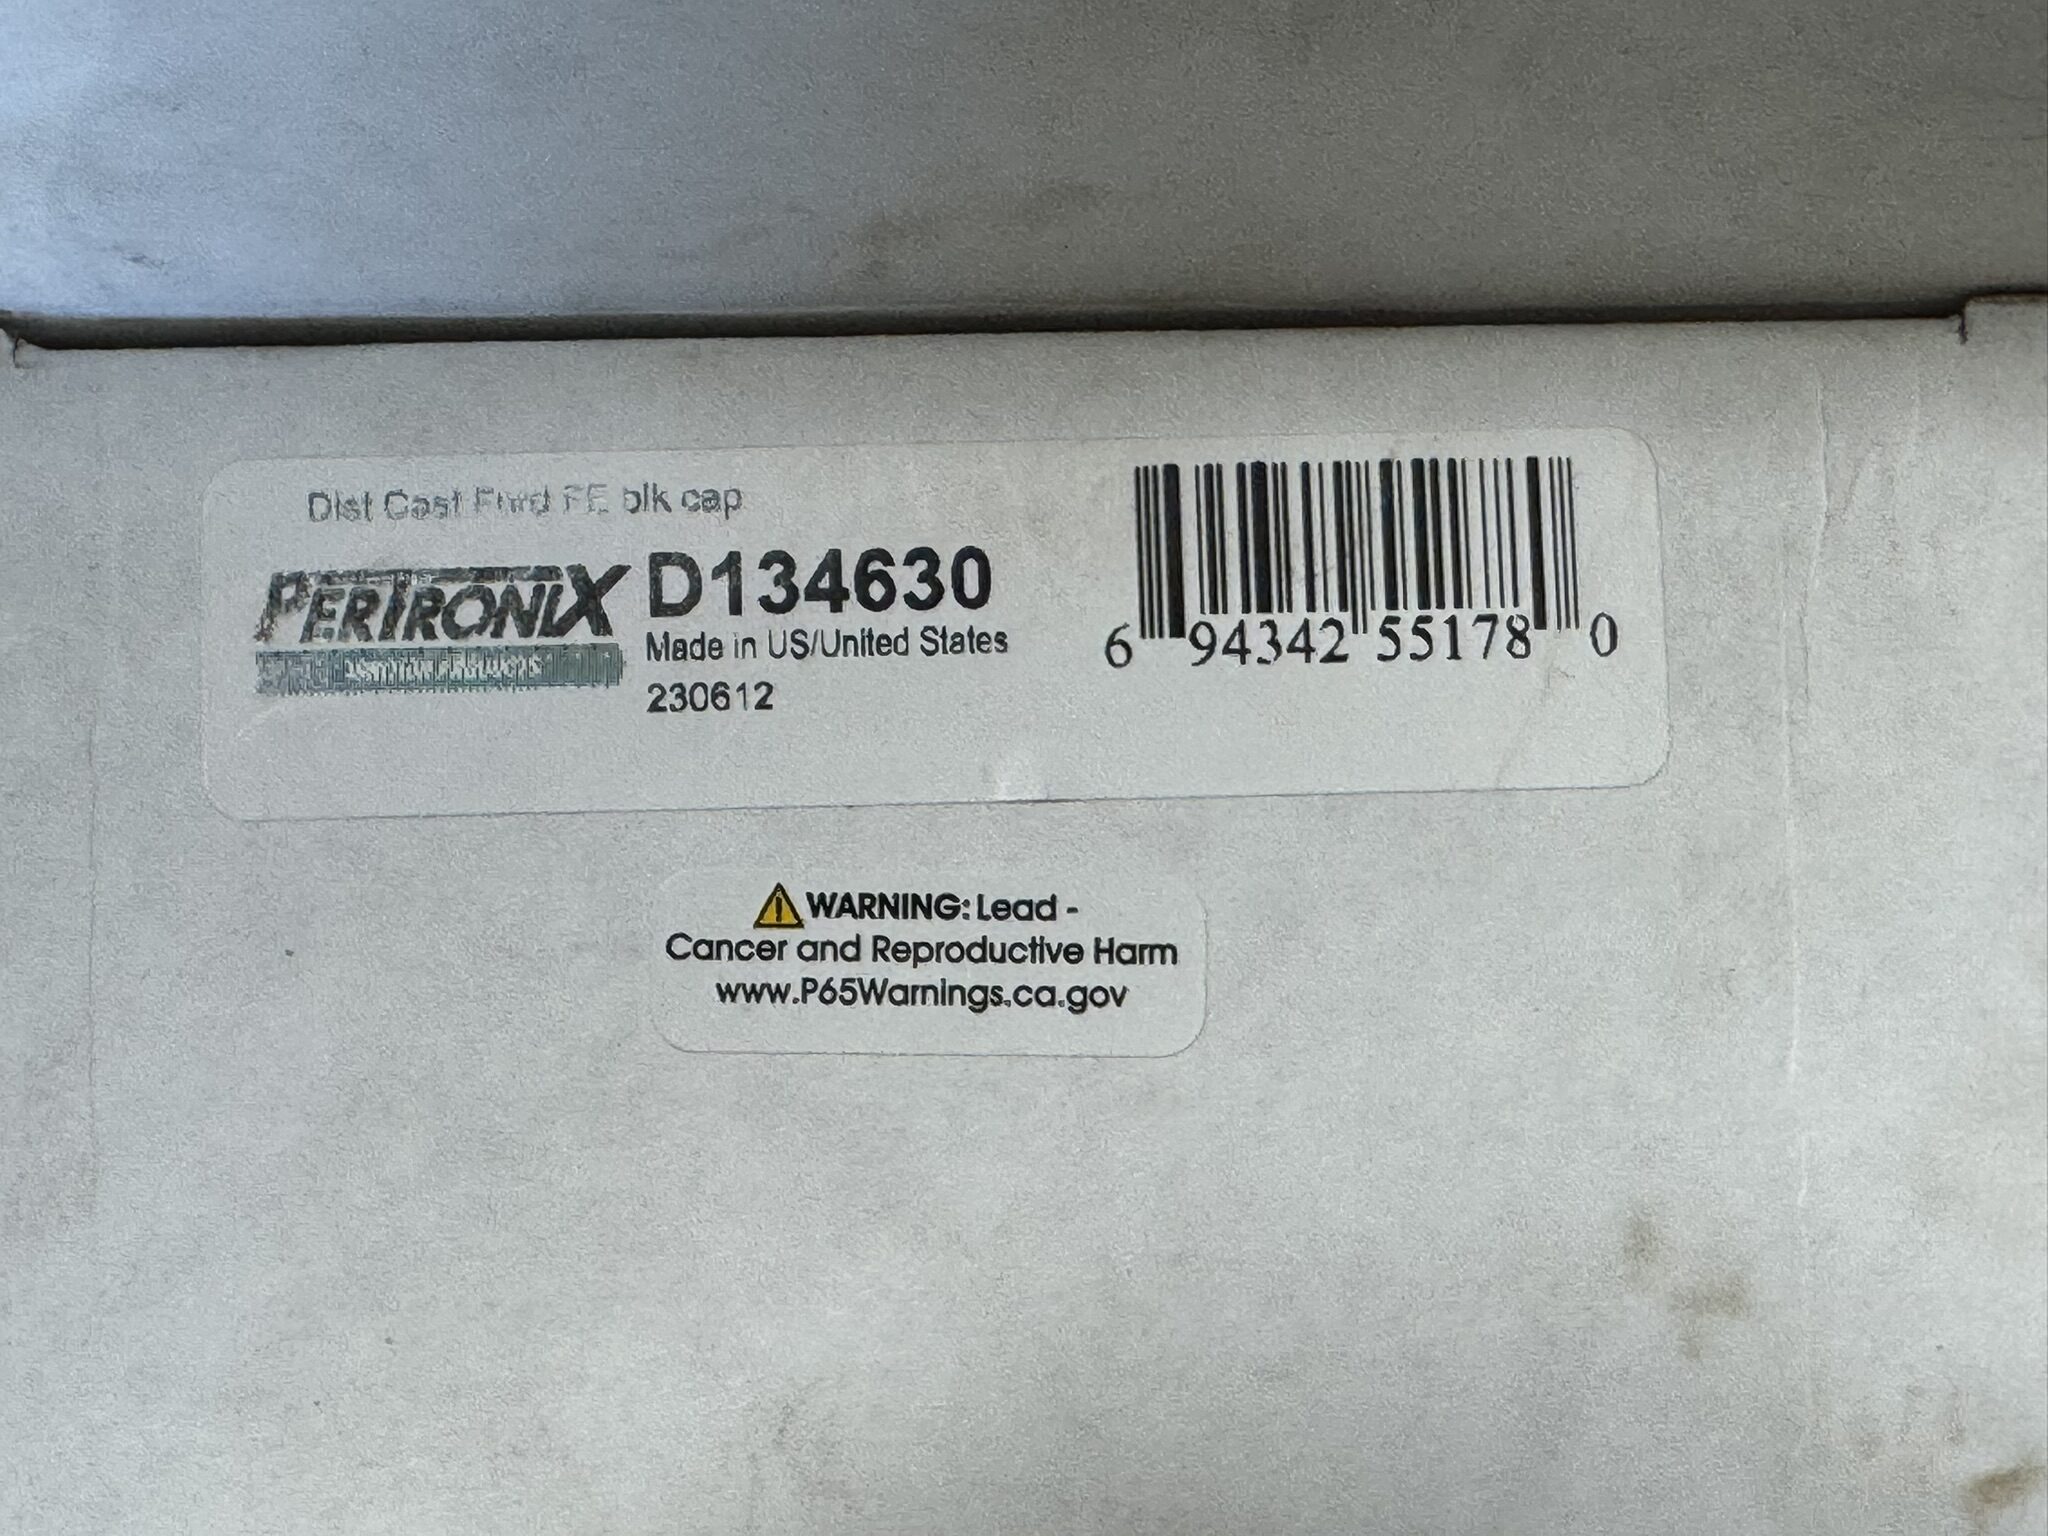 Dist Cast Ford FE blk cap
PERTRONIX
D134630
Made in US/United States
230612
6 94342 55178 0
WARNING: Lead -
Cancer and Reproductive Harm
www.P65Warnings.ca.gov